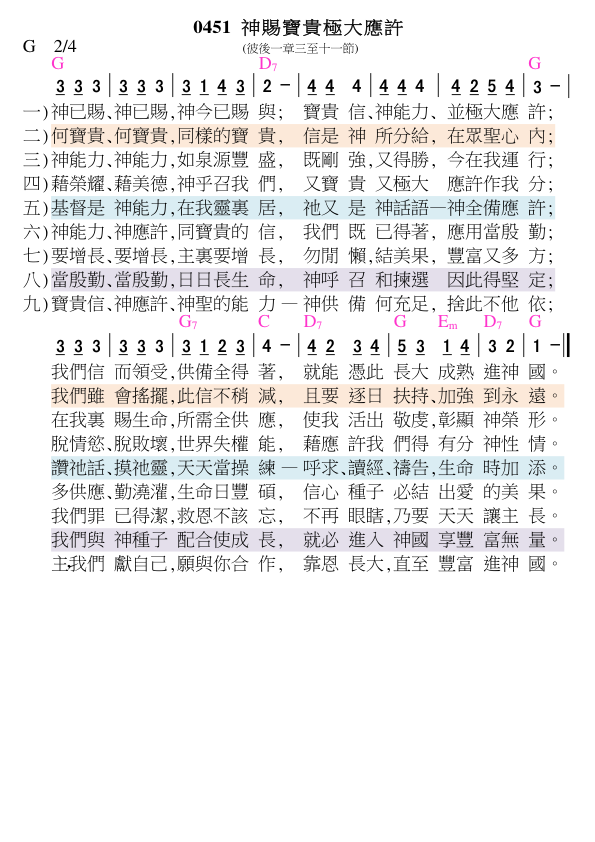 0451 神賜寶貴極大應許
G 2/4
(彼後一章三至十一節)
G D7 G
3 3 3 | 3 3 3 | 3 1 4 3 | 2 – | 4 4 4 | 4 4 4 | 4 2 5 4 | 3 – |
一)神已賜、神已賜,神今已賜 與; 寶貴 信、神能力、 並極大應 許;
二)何寶貴、何寶貴,同樣的寶 貴, 信是 神 所分給, 在眾聖心 內;
三)神能力、神能力,如泉源豐 盛, 既剛 強,又得勝, 今在我運 行;
四)藉榮耀、藉美德,神乎召我 們, 又寶 貴 又極大 應許作我 分;
五)基督是 神能力,在我靈裏 居, 祂又 是 神話語─神全備應 許;
六)神能力、神應許,同寶貴的 信, 我們 既 已得著, 應用當殷 勤;
七)要增長、要增長,主裏要增 長, 勿閒 懶,結美果, 豐富又多 方;
八)當殷勤、當殷勤,日日長生 命, 神呼 召 和揀選 因此得堅 定;
九)寶貴信、神應許、神聖的能 力 ─ 神供 備 何充足, 捨此不他 依;
G7 C D7 G Em D7 G
3 3 3 | 3 3 3 | 3 1 2 3 | 4 – | 4 2 3 4 | 5 3 1 4 | 3 2 | 1 – ||
我們信 而領受,供備全得 著, 就能 憑此 長大 成熟 進神 國。
我們雖 會搖擺,此信不稍 減, 且要 逐日 扶持、加強 到永 遠。
在我裏 賜生命,所需全供 應, 使我 活出 敬虔,彰顯 神榮 形。
脫情慾、脫敗壞,世界失權 能, 藉應 許我 們得 有分 神性 情。
讚祂話、摸祂靈,天天當操 練 ─ 呼求、讀經、禱告,生命 時加 添。
多供應、勤澆灌,生命日豐 碩, 信心 種子 必結 出愛 的美 果。
我們罪 已得潔,救恩不該 忘, 不再 眼瞎,乃要 天天 讓主 長。
我們與 神種子 配合使成 長, 就必 進入 神國 享豐 富無 量。
主,我們 獻自己,願與你合 作, 靠恩 長大,直至 豐富 進神 國。